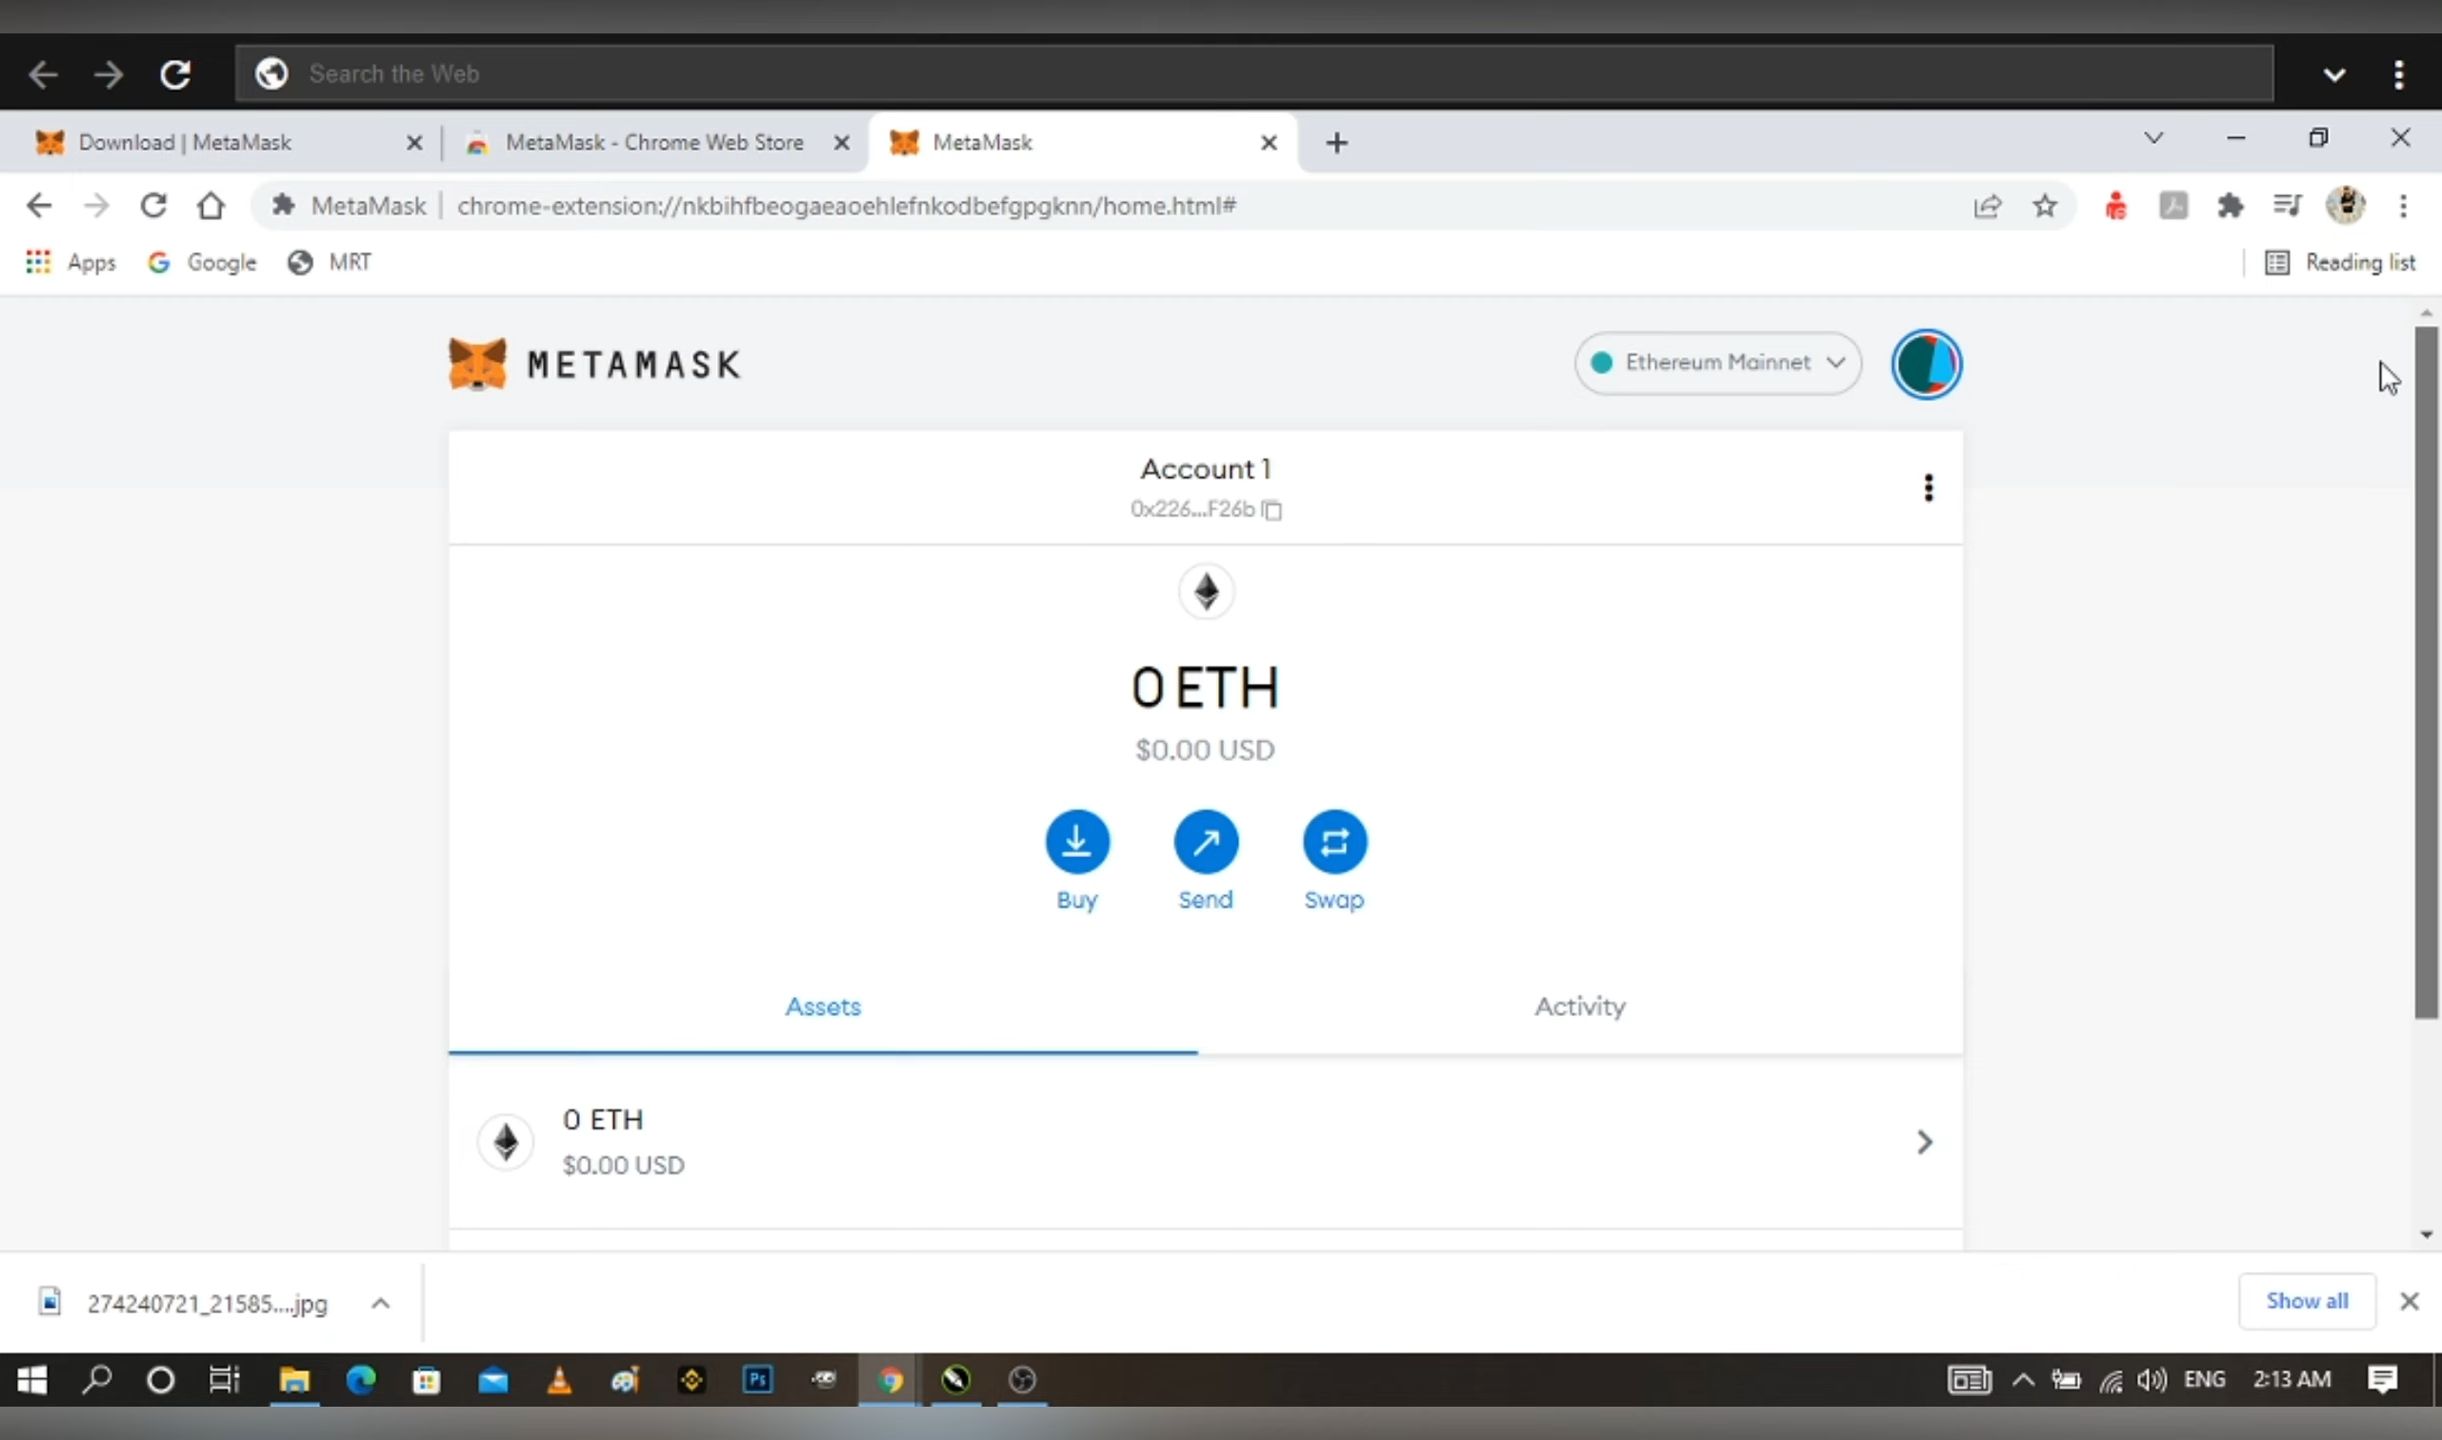 Search the Web
Download | MetaMask
MetaMask - Chrome Web Store
MetaMask
MetaMask
chrome-extension://nkbihfbeogaeaoehlefnkodbefgpgknn/home.html#
Apps
Google
MRT
Reading list
METAMASK
Ethereum Mainnet
Account 1
0x226...F26b
0 ETH
$0.00 USD
Buy
Send
Swap
Assets
Activity
0 ETH
$0.00 USD
274240721_21585....jpg
Show all
Ps
ENG
2:13 AM